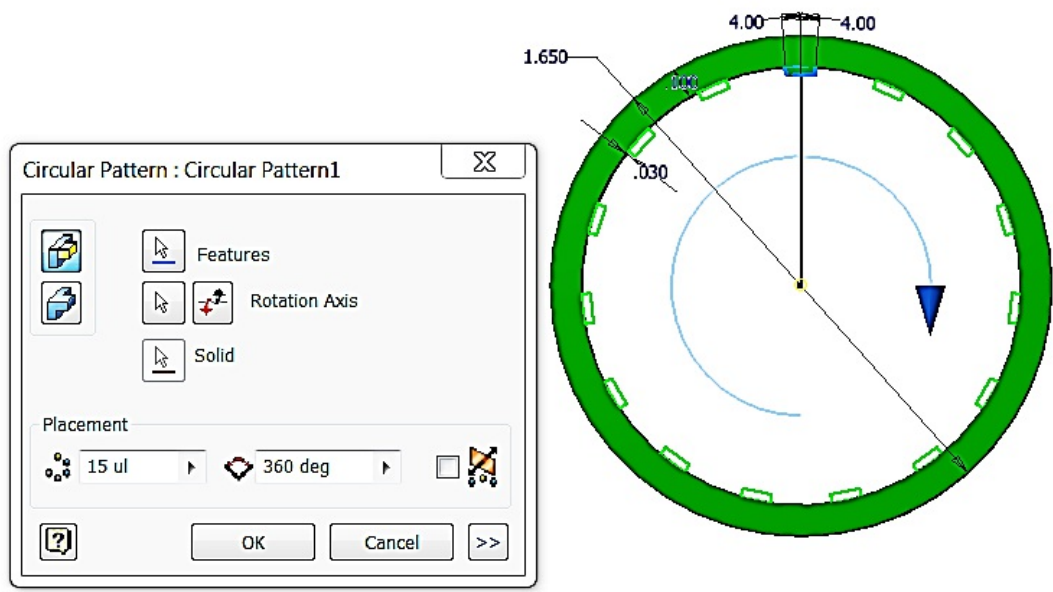 Circular Pattern : Circular Pattern1
Features
Rotation Axis
Solid
Placement
15 ul
360 deg
OK
Cancel
>>
4.00
4.00
1.650
.100
.030